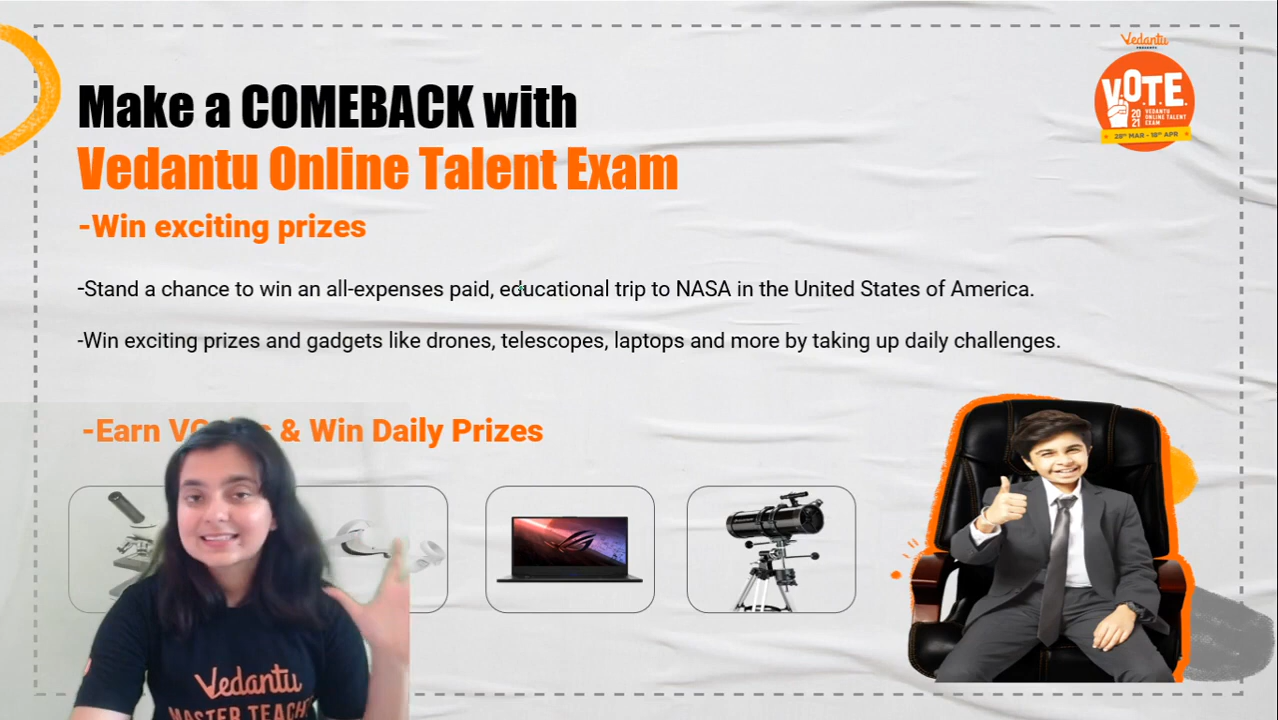 Vedantu
PRESENTS
V.O.T.E.
2021
VEDANTU
ONLINE TALENT
EXAM
28th MAR - 18th APR
Make a COMEBACK with
Vedantu Online Talent Exam
-Win exciting prizes
-Stand a chance to win an all-expenses paid, educational trip to NASA in the United States of America.
-Win exciting prizes and gadgets like drones, telescopes, laptops and more by taking up daily challenges.
-Earn & Win Daily Prizes
Vedantu
MASTER